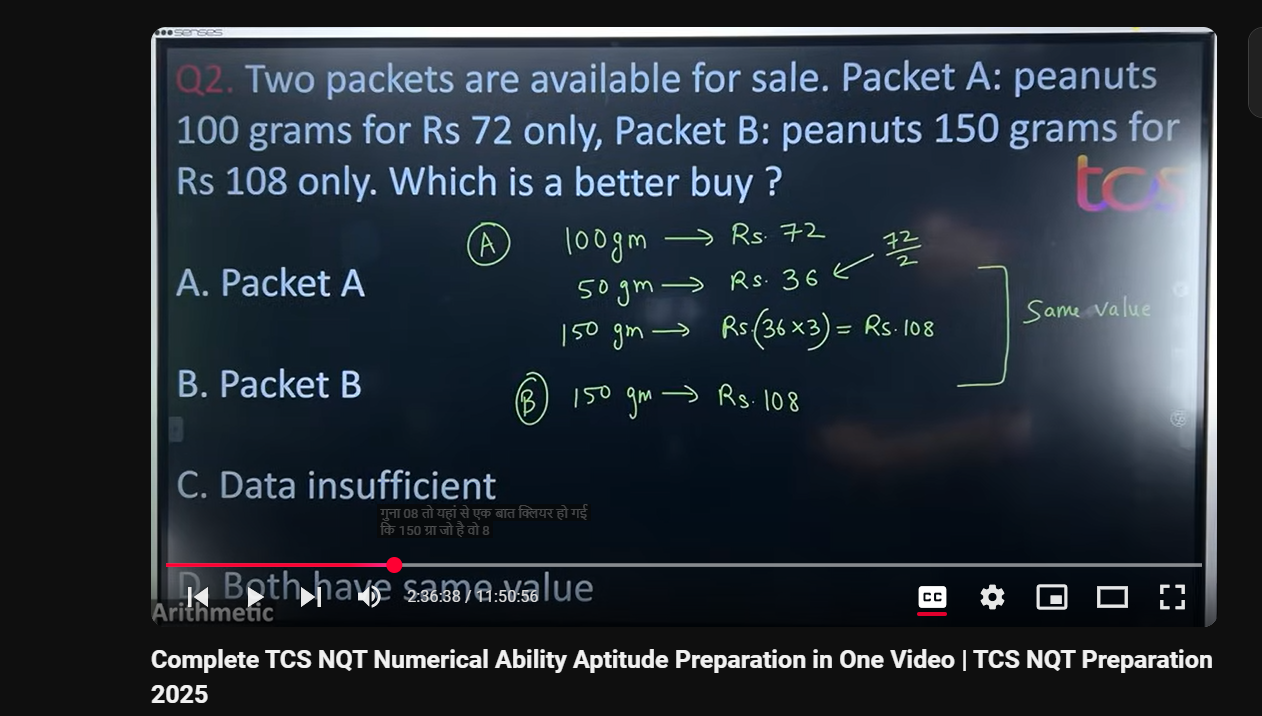 senses
Q2. Two packets are available for sale. Packet A: peanuts
100 grams for Rs 72 only, Packet B: peanuts 150 grams for
Rs 108 only. Which is a better buy ?
tcs
A 100gm → Rs. 72
72/2
50 gm → Rs. 36 ←
A. Packet A
Same value
150 gm → Rs.(36×3) = Rs.108
B. Packet B
B 150 gm → Rs. 108
C. Data insufficient
गुना 08 तो यहां से एक बात क्लियर हो गई
कि 150 ग्रा जो है वो 8
D. Both have same value
2:36:38 / 11:50:56
CC
Arithmetic
Complete TCS NQT Numerical Ability Aptitude Preparation in One Video | TCS NQT Preparation
2025